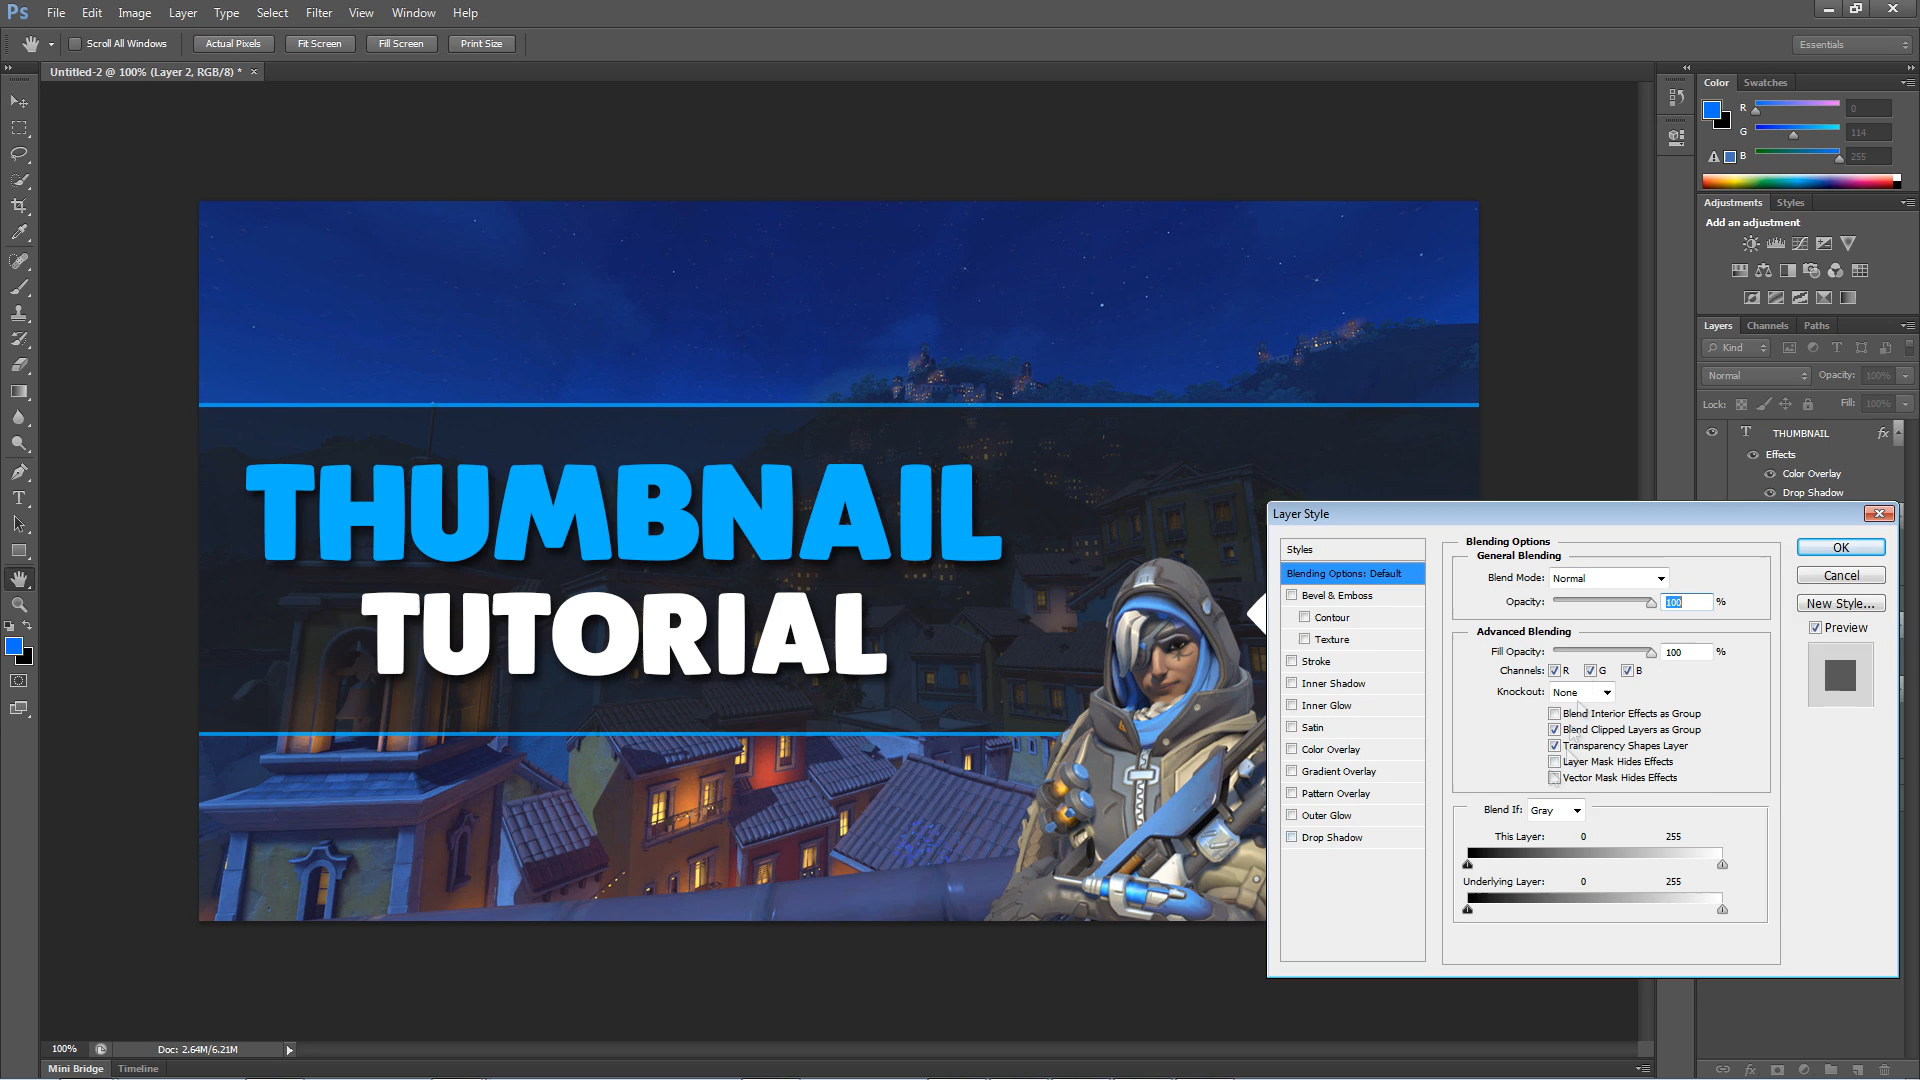 Ps File Edit Image Layer Type Select Filter View Window Help
Scroll All Windows Actual Pixels Fit Screen Fill Screen Print Size Essentials
Untitled-2 @ 100% (Layer 2, RGB/8) * ×
Color Swatches
R 0
G 114
B 255
Adjustments Styles
Add an adjustment
Layers Channels Paths
Kind
Normal Opacity: 100%
Lock: Fill: 100%
T THUMBNAIL fx
Effects
Color Overlay
Drop Shadow
THUMBNAIL
TUTORIAL
Layer Style
Styles
Blending Options: Default
Bevel & Emboss
Contour
Texture
Stroke
Inner Shadow
Inner Glow
Satin
Color Overlay
Gradient Overlay
Pattern Overlay
Outer Glow
Drop Shadow
Blending Options
General Blending
Blend Mode: Normal
Opacity: 100 %
Advanced Blending
Fill Opacity: 100 %
Channels: R G B
Knockout: None
Blend Interior Effects as Group
Blend Clipped Layers as Group
Transparency Shapes Layer
Layer Mask Hides Effects
Vector Mask Hides Effects
Blend If: Gray
This Layer: 0 255
Underlying Layer: 0 255
OK
Cancel
New Style...
Preview
100% Doc: 2.64M/6.21M
Mini Bridge Timeline